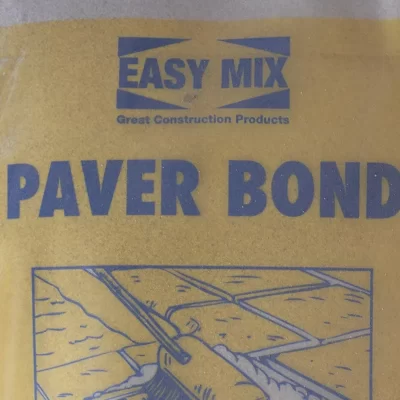 EASY MIX
Great Construction Products
PAVER BOND